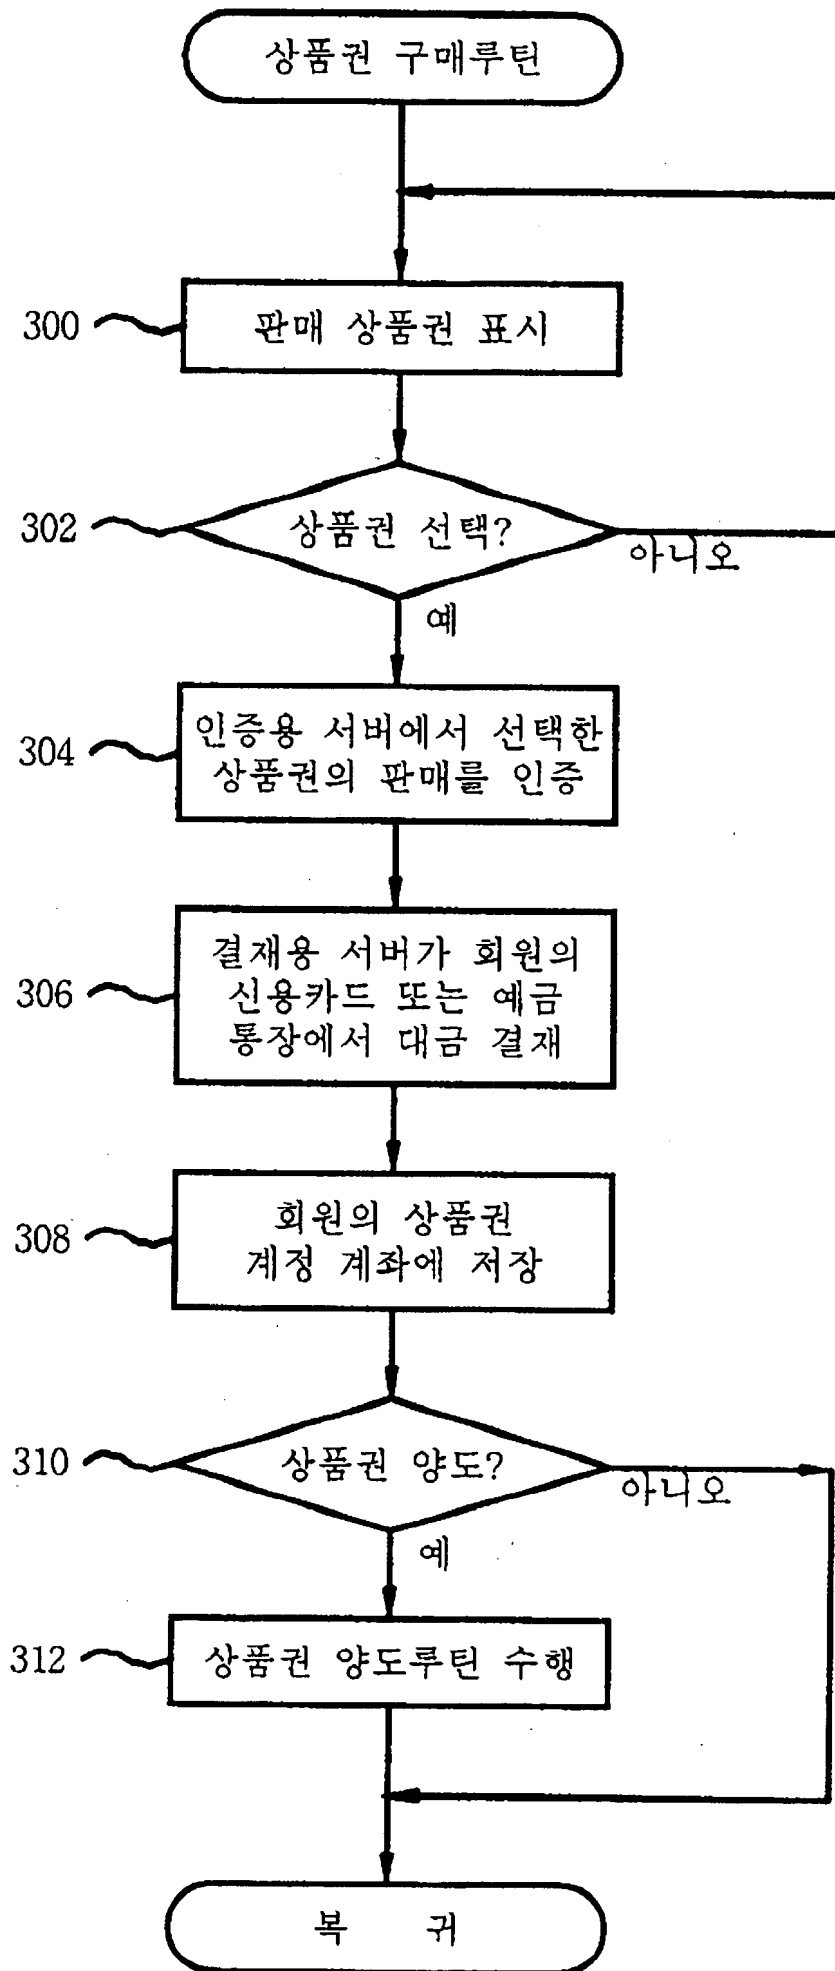 상품권 구매루틴
300
판매 상품권 표시
302
상품권 선택?
아니오
예
304
인증용 서버에서 선택한
상품권의 판매를 인증
306
결재용 서버가 회원의
신용카드 또는 예금
통장에서 대금 결재
308
회원의 상품권
계정 계좌에 저장
310
상품권 양도?
아니오
예
312
상품권 양도루틴 수행
복 귀